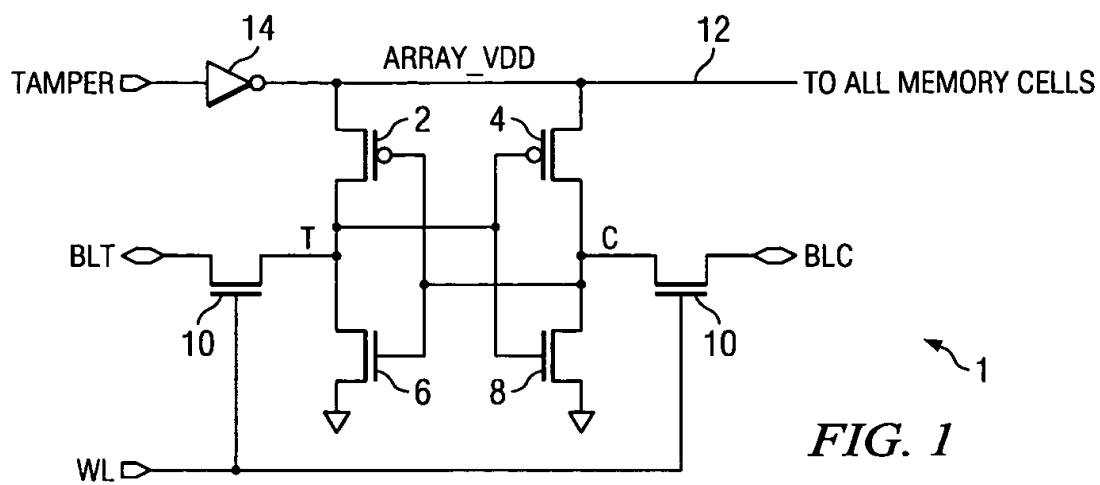 14
TAMPER
ARRAY_VDD
12
TO ALL MEMORY CELLS
2
4
T
C
BLT
BLC
10
10
6
8
1
WL
FIG. 1